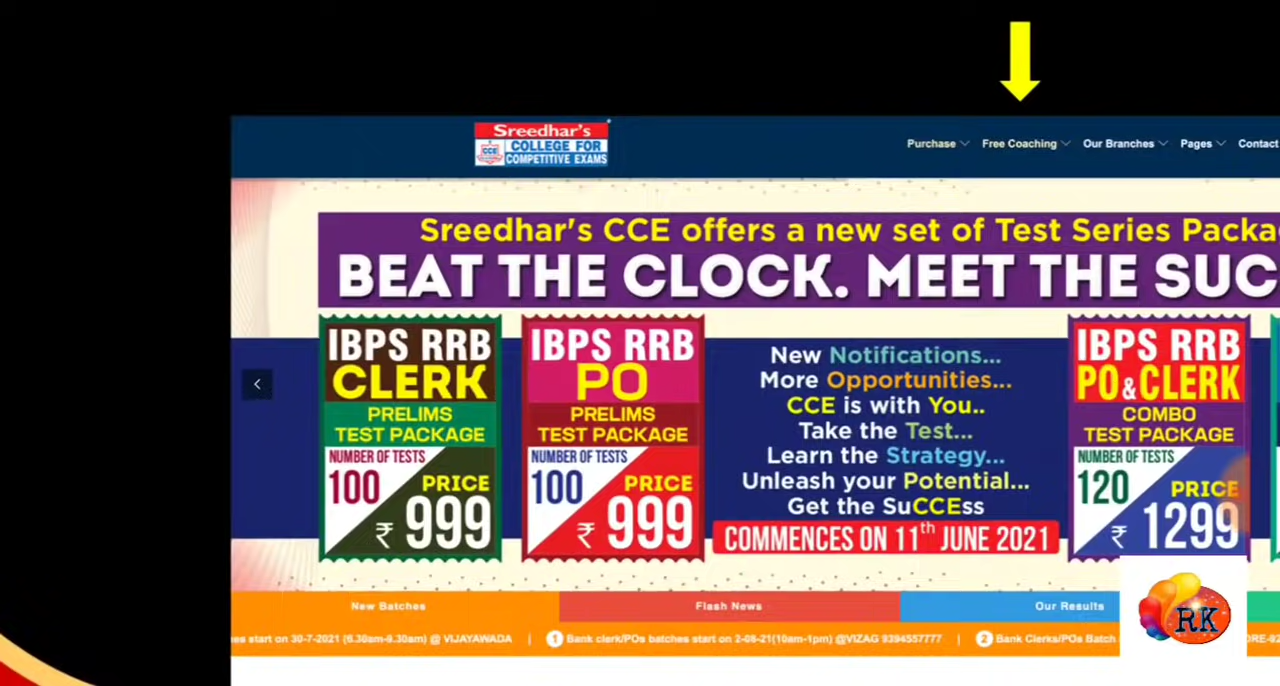 Sreedhar's
CCE
COLLEGE FOR
COMPETITIVE EXAMS
Purchase
Free Coaching
Our Branches
Pages
Contact
Sreedhar's CCE offers a new set of Test Series
BEAT THE CLOCK. MEET THE
IBPS RRB
CLERK
PRELIMS
TEST PACKAGE
NUMBER OF TESTS
100
PRICE
₹ 999
IBPS RRB
PO
PRELIMS
TEST PACKAGE
NUMBER OF TESTS
100
PRICE
₹ 999
New Notifications...
More Opportunities...
CCE is with You..
Take the Test...
Learn the Strategy...
Unleash your Potential...
Get the SuCCEss
COMMENCES ON 11th JUNE 2021
IBPS RRB
PO & CLERK
COMBO
TEST PACKAGE
NUMBER OF TESTS
120
PRICE
₹ 1299
New Batches
Flash News
Our Results
start on 30-7-2021 (6.30am-9.30am) @ VIJAYAWADA | 1 Bank clerk/POs batches start on 2-08-21(10am-1pm) @VIZAG 9394557777 | 2 Bank Clerks/POs Batch
RK